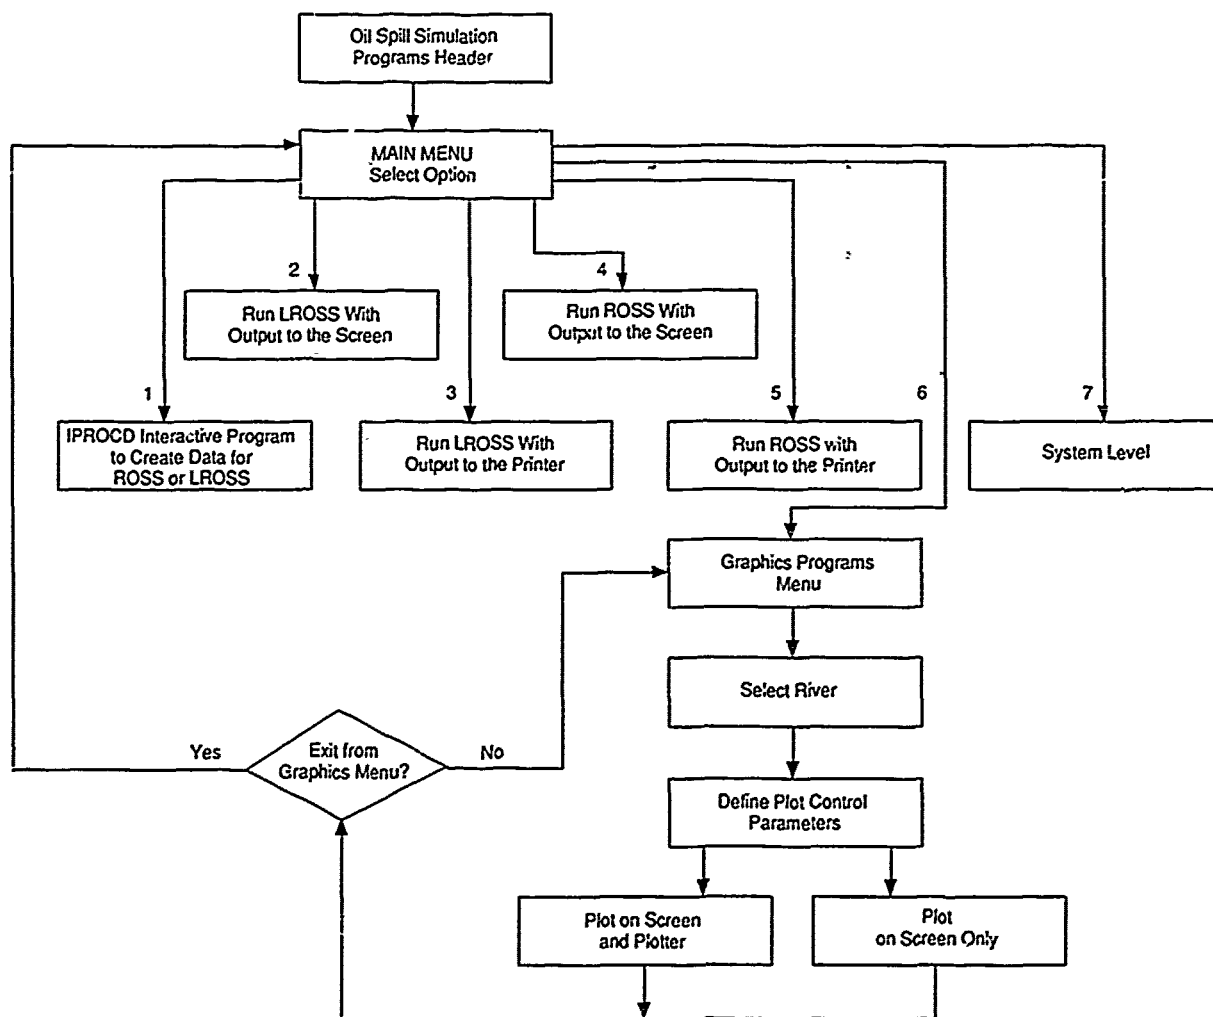 Oil Spill Simulation
Programs Header
MAIN MENU
Select Option
2
4
Run LROSS With
Output to the Screen
Run ROSS With
Output to the Screen
1
3
5
6
7
IPROCD Interactive Program
to Create Data for
ROSS or LROSS
Run LROSS With
Output to the Printer
Run ROSS with
Output to the Printer
System Level
Graphics Programs
Menu
Select River
Yes
Exit from
Graphics Menu?
No
Define Plot Control
Parameters
Plot on Screen
and Plotter
Plot
on Screen Only